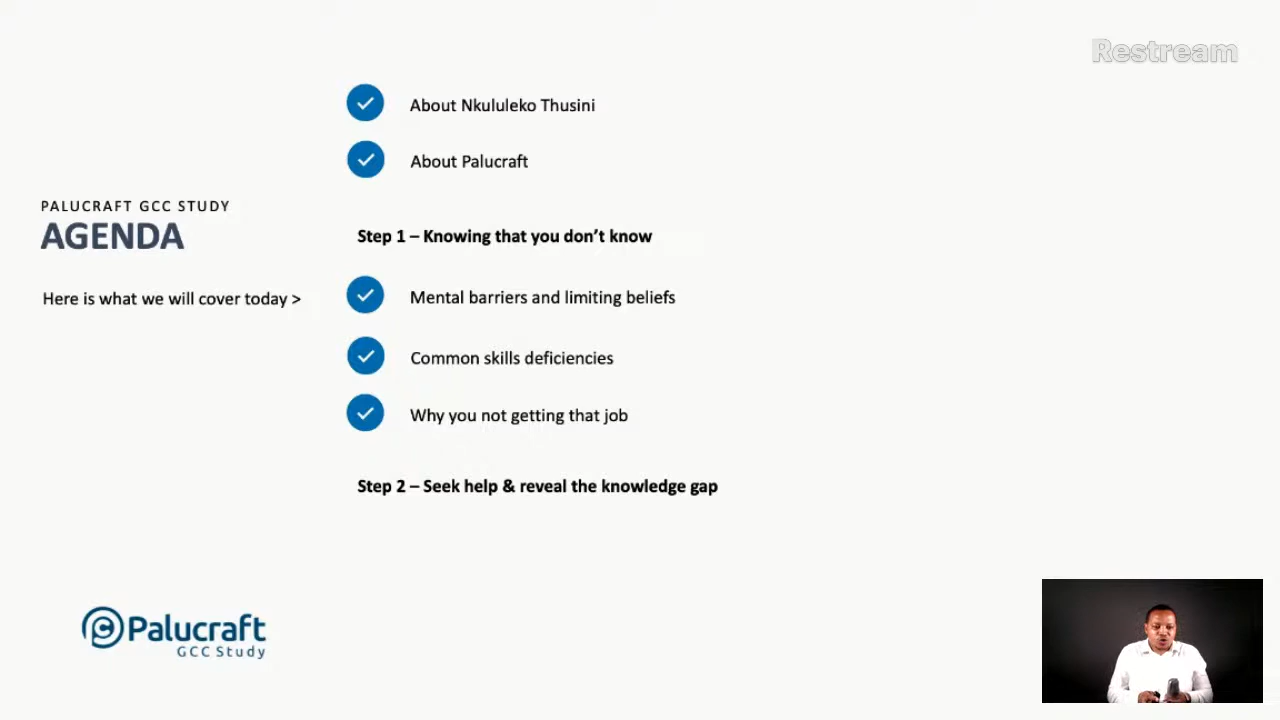 Restream
About Nkululeko Thusini
About Palucraft
PALUCRAFT GCC STUDY
AGENDA
Here is what we will cover today >
Step 1 – Knowing that you don't know
Mental barriers and limiting beliefs
Common skills deficiencies
Why you not getting that job
Step 2 – Seek help & reveal the knowledge gap
Palucraft
GCC Study